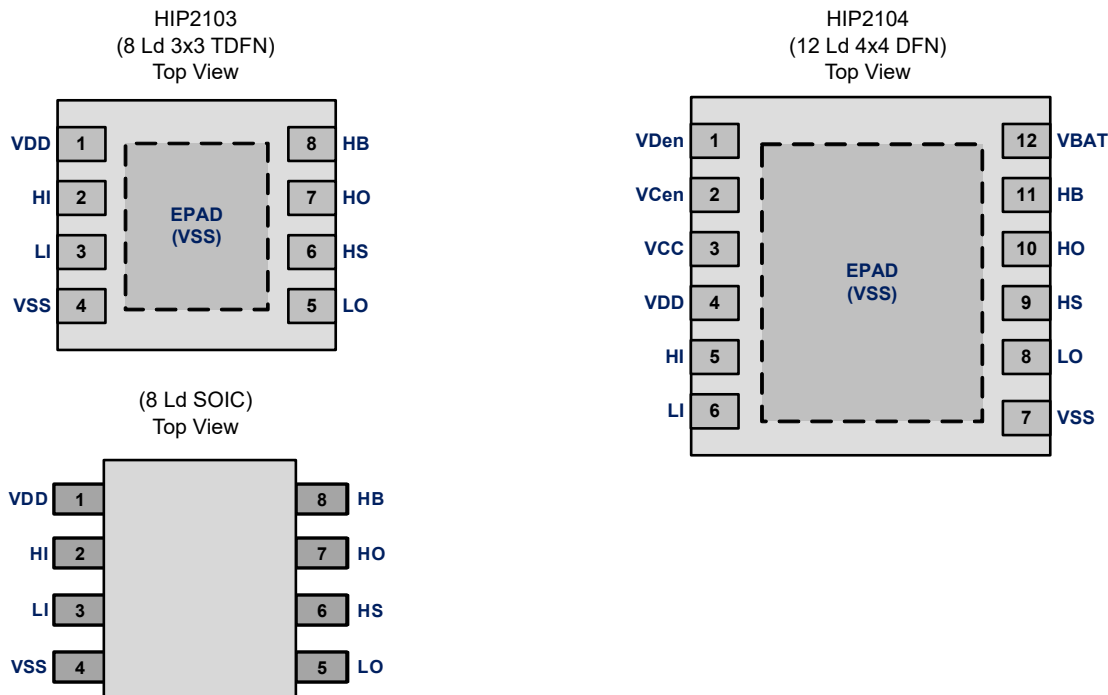 HIP2103
(8 Ld 3x3 TDFN)
Top View
VDD 1 8 HB
HI 2 7 HO
EPAD
(VSS)
LI 3 6 HS
VSS 4 5 LO
(8 Ld SOIC)
Top View
VDD 1 8 HB
HI 2 7 HO
LI 3 6 HS
VSS 4 5 LO
HIP2104
(12 Ld 4x4 DFN)
Top View
VDen 1 12 VBAT
VCen 2 11 HB
VCC 3 10 HO
EPAD
(VSS)
VDD 4 9 HS
HI 5 8 LO
LI 6 7 VSS